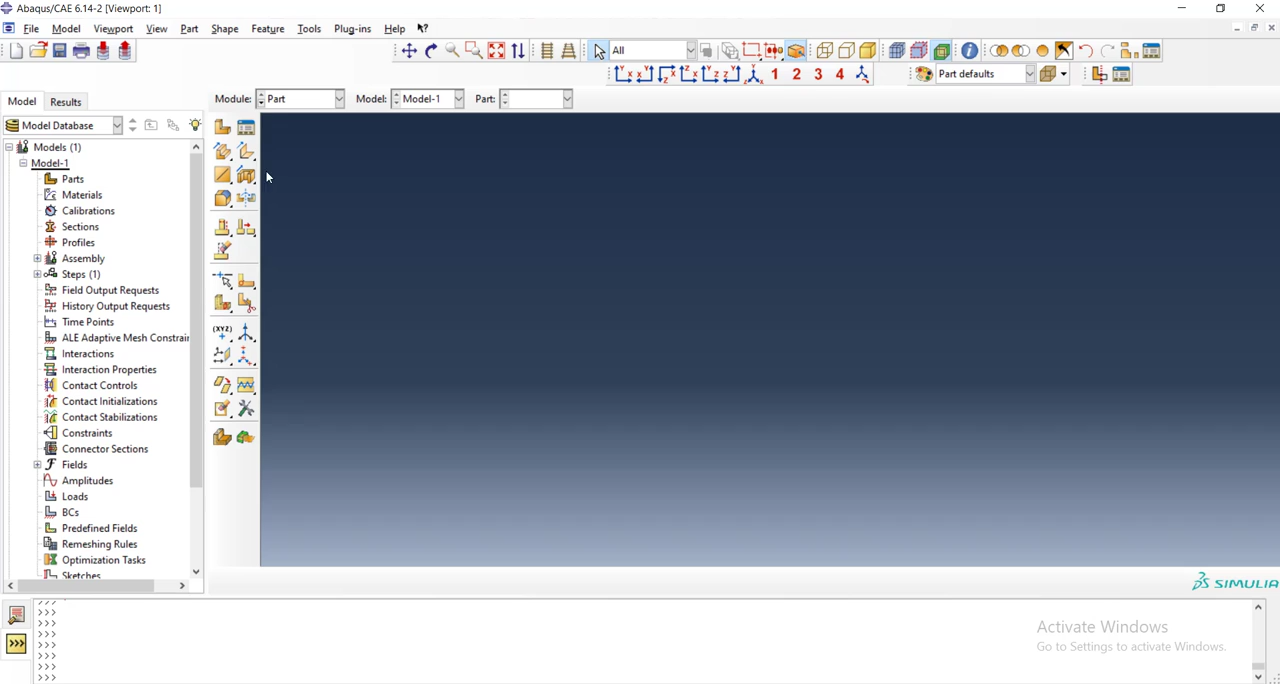 Abaqus/CAE 6.14-2 [Viewport: 1]
File Model Viewport View Part Shape Feature Tools Plug-ins Help
All
1 2 3 4 Part defaults
Model Results Module: Part Model: Model-1 Part:
Model Database
Models (1)
Model-1
Parts
Materials
Calibrations
Sections
Profiles
Assembly
Steps (1)
Field Output Requests
History Output Requests
Time Points
(XYZ)
ALE Adaptive Mesh Constrair
Interactions
Interaction Properties
Contact Controls
Contact Initializations
Contact Stabilizations
Constraints
Connector Sections
Fields
Amplitudes
Loads
BCs
Predefined Fields
Remeshing Rules
Optimization Tasks
Sketches
SIMULIA
>>>
>>>
>>>
>>>
>>>
>>>
>>>
>>>
Activate Windows
Go to Settings to activate Windows.